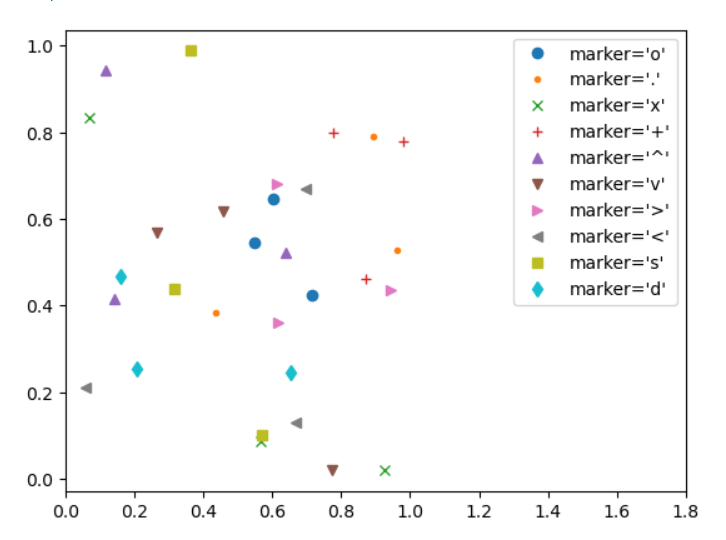 1.0
0.8
0.6
0.4
0.2
0.0
0.0 0.2 0.4 0.6 0.8 1.0 1.2 1.4 1.6 1.8
marker='o'
marker='.'
marker='x'
marker='+'
marker='^'
marker='v'
marker='>'
marker='<'
marker='s'
marker='d'